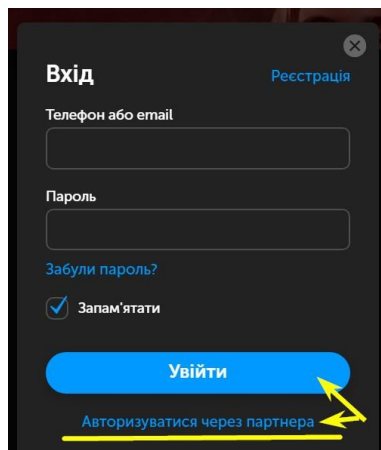 Вхід
Реєстрація
Телефон або email
Пароль
Забули пароль?
Запам'ятати
Увійти
Авторизуватися через партнера